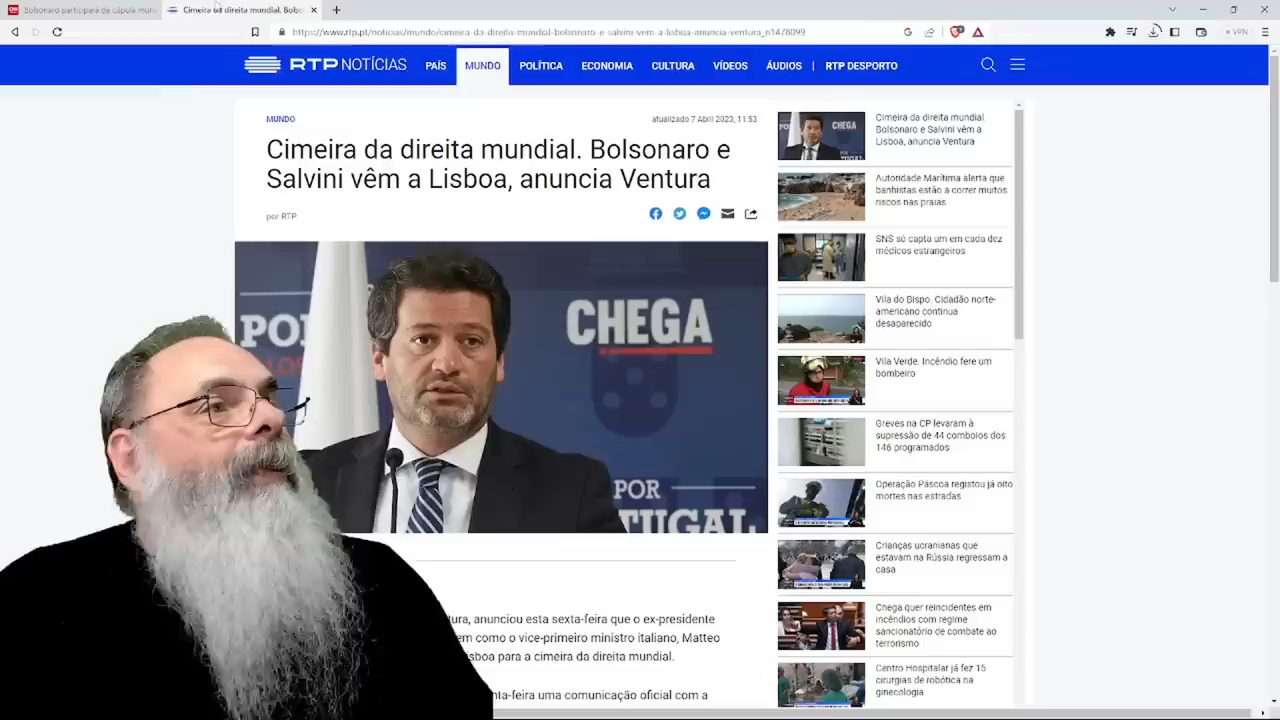 Bolsonaro participa de cúpula mun
Cimeira da direita mundial. Bolso
https://www.rtp.pt/noticias/mundo/cimeira-da-direita-mundial-bolsonaro-e-salvini-vem-a-lisboa-anuncia-ventura_n1478099
VPN
RTP NOTÍCIAS PAÍS MUNDO POLÍTICA ECONOMIA CULTURA VÍDEOS ÁUDIOS | RTP DESPORTO
MUNDO
atualizado 7 Abril 2023, 11:53
Cimeira da direita mundial. Bolsonaro e
Salvini vêm a Lisboa, anuncia Ventura
por RTP
CHEGA
POR
TUGAL
tura, anunciou esta sexta-feira que o ex-presidente
em como o vice-primeiro ministro italiano, Matteo
isboa para a cimeira da direita mundial.
nta-feira uma comunicação oficial com a
CHEGA
Cimeira da direita mundial.
Bolsonaro e Salvini vêm a
Lisboa, anuncia Ventura
Autoridade Marítima alerta que
banhistas estão a correr muitos
riscos nas praias
SNS só capta um em cada dez
médicos estrangeiros
Vila do Bispo. Cidadão norte-
americano continua
desaparecido
Vila Verde. Incêndio fere um
bombeiro
Greves na CP levaram à
supressão de 44 comboios dos
146 programados
Operação Páscoa registou já oito
mortes nas estradas
Crianças ucranianas que
estavam na Rússia regressam a
casa
Chega quer reincidentes em
incêndios com regime
sancionatório de combate ao
terrorismo
Centro Hospitalar já fez 15
cirurgias de robótica na
ginecologia